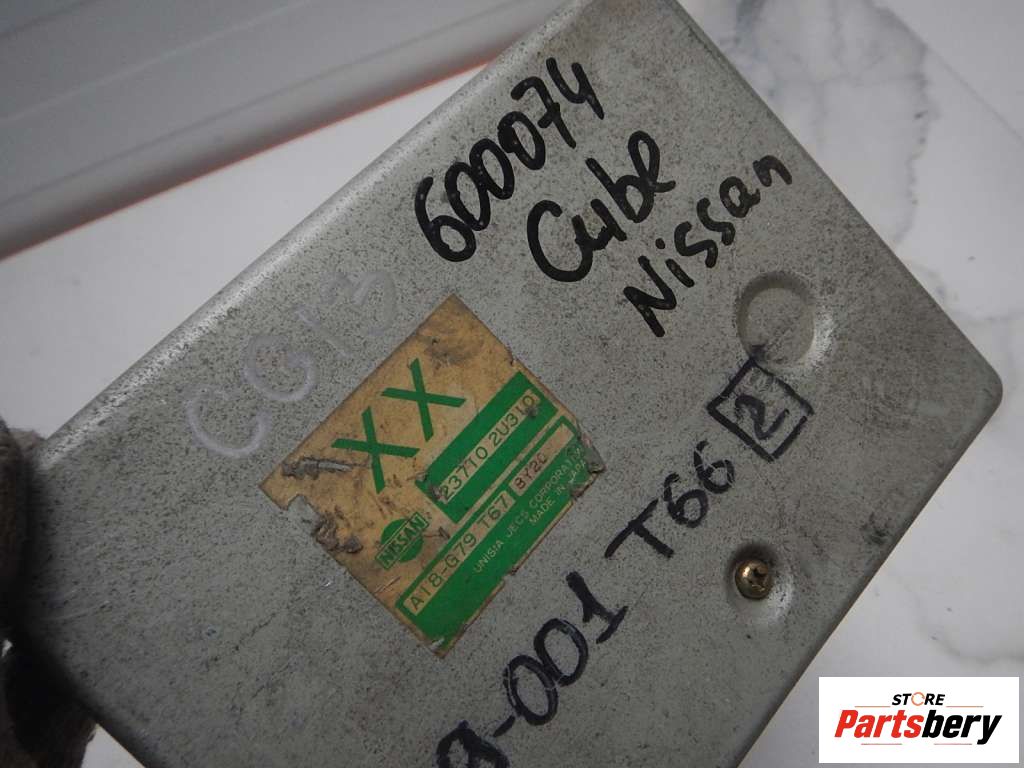 600074
Cube
Nissan
CG13
XX
23710 2U310
NISSAN
A18-G79 T67 8Y20
UNISIA JECS CORPORATION
MADE IN JAPAN
9-001 T66 2
STORE
Partsbery